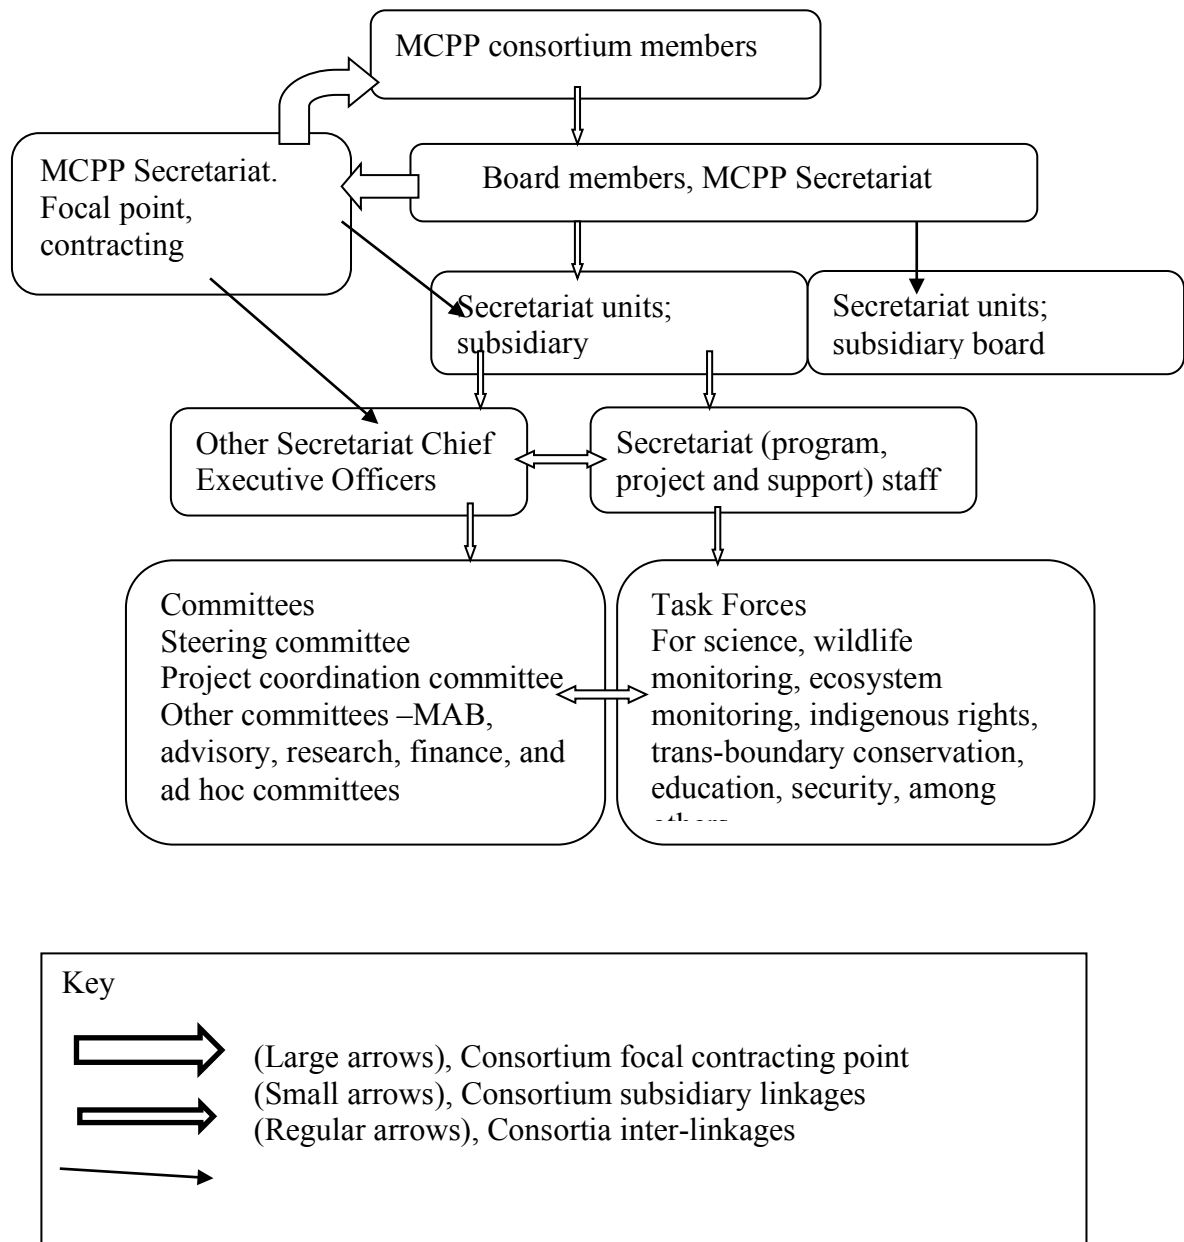 MCPP consortium members
MCPP Secretariat.
Focal point,
contracting
Board members, MCPP Secretariat
Secretariat units;
subsidiary
Secretariat units;
subsidiary board
Other Secretariat Chief
Executive Officers
Secretariat (program,
project and support) staff
Committees
Steering committee
Project coordination committee
Other committees –MAB,
advisory, research, finance, and
ad hoc committees
Task Forces
For science, wildlife
monitoring, ecosystem
monitoring, indigenous rights,
trans-boundary conservation,
education, security, among
Key
(Large arrows), Consortium focal contracting point
(Small arrows), Consortium subsidiary linkages
(Regular arrows), Consortia inter-linkages